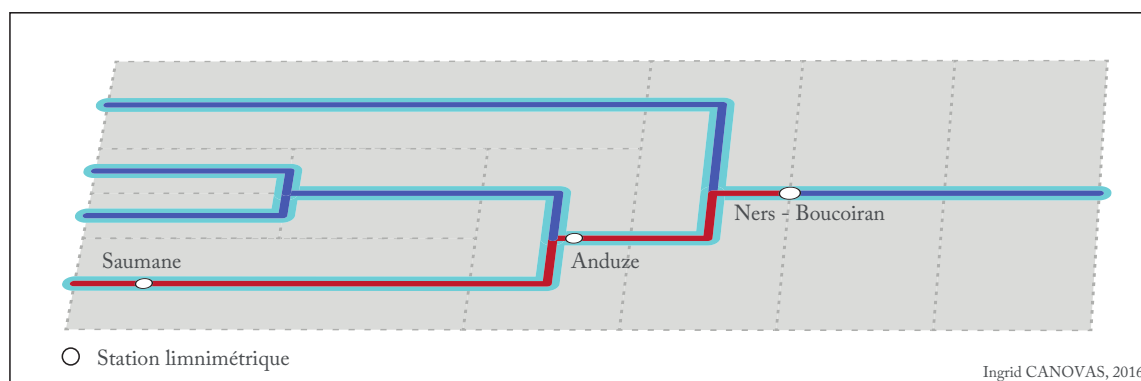 Ners - Boucoiran
Saumane
Anduze
Station limnimétrique
Ingrid CANOVAS, 2016